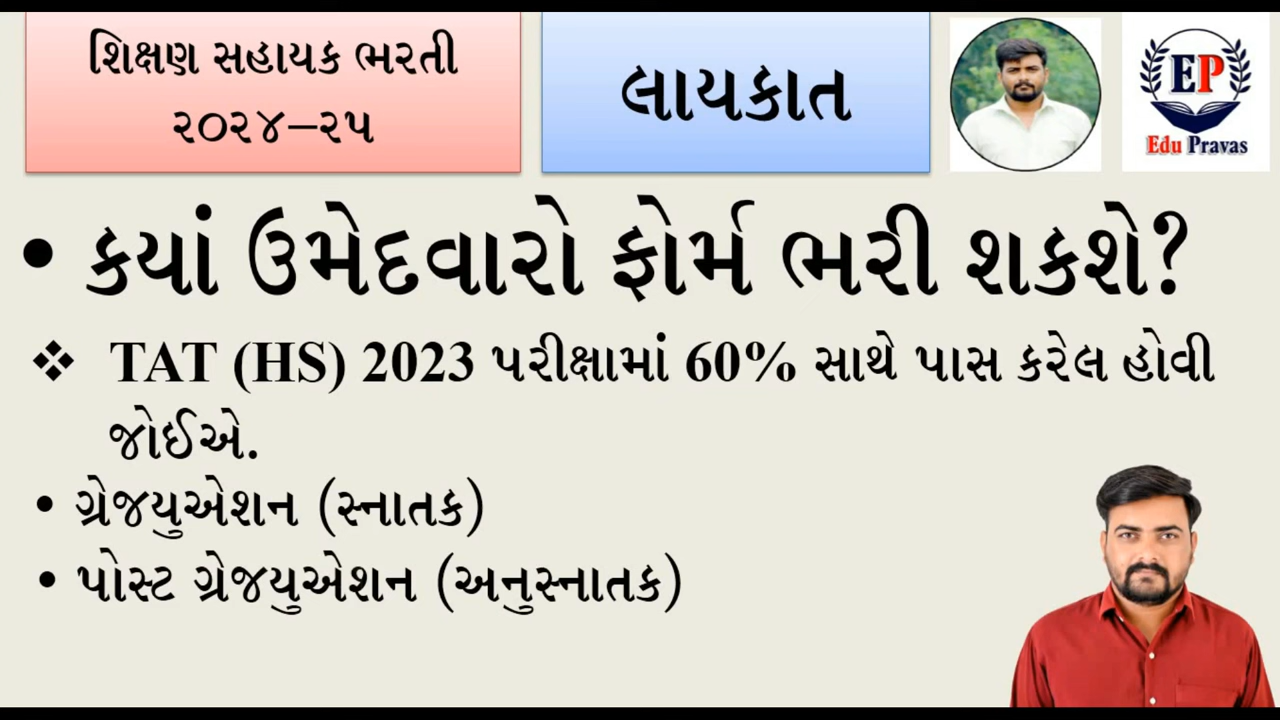 શિક્ષણ સહાયક ભરતી
૨૦૨૪–૨૫
લાયકાત
EP
Edu Pravas
• કયાં ઉમેદવારો ફોર્મ ભરી શકશે?
❖ TAT (HS) 2023 પરીક્ષામાં 60% સાથે પાસ કરેલ હોવી
જોઈએ.
• ગ્રેજયુએશન (સ્નાતક)
• પોસ્ટ ગ્રેજયુએશન (અનુસ્નાતક)